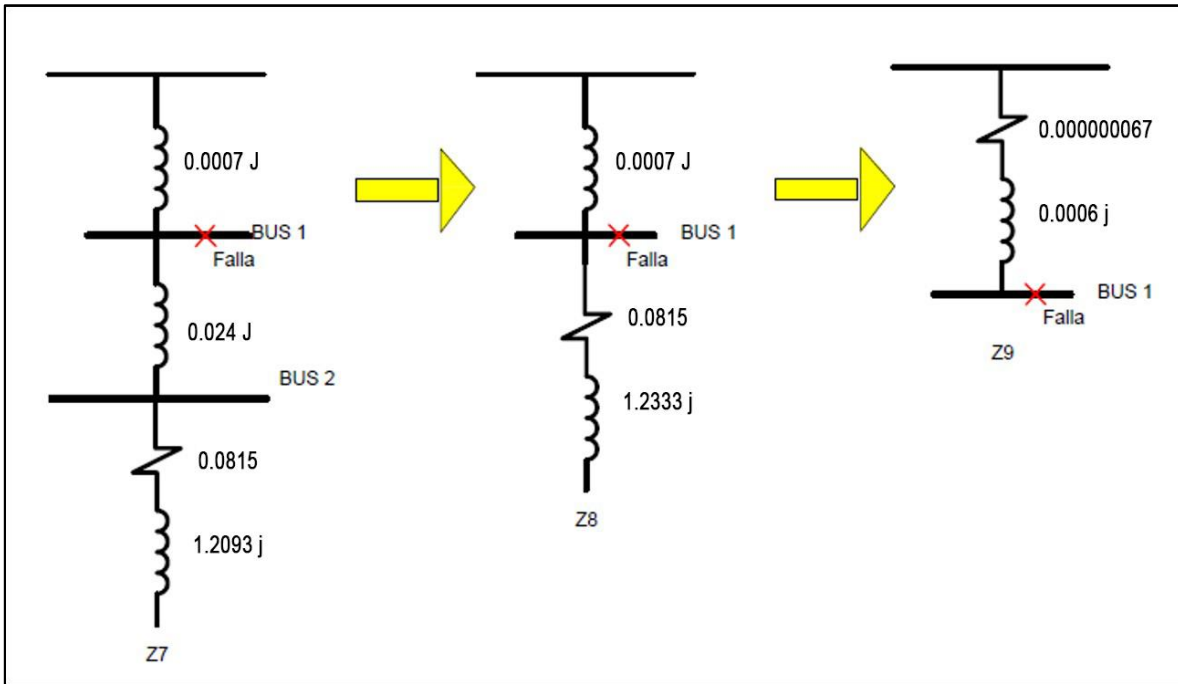 0.0007 J
BUS 1
Falla
0.024 J
BUS 2
0.0815
1.2093 j
Z7
0.0007 J
BUS 1
Falla
0.0815
1.2333 j
Z8
0.000000067
0.0006 j
BUS 1
Falla
Z9